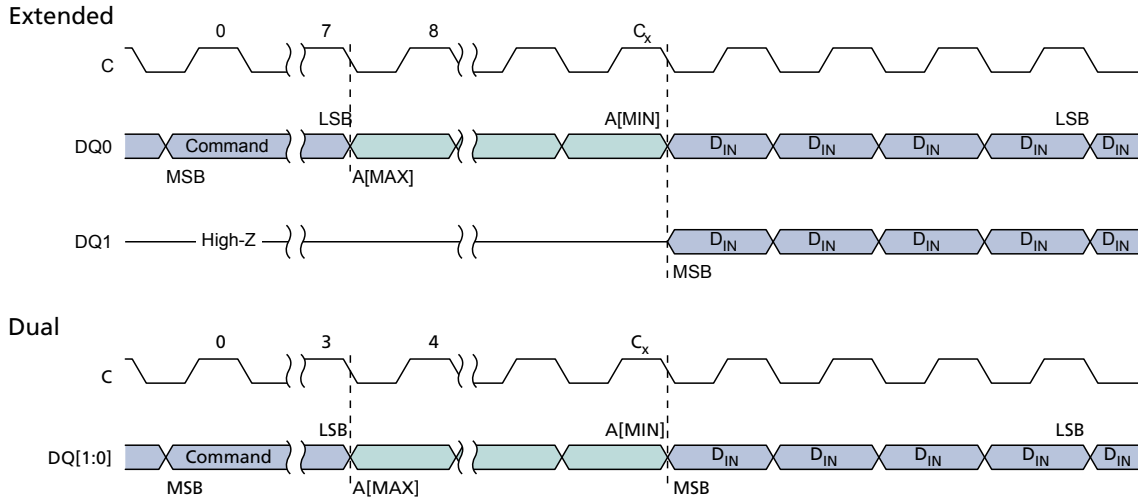 Extended
0 7 8 Cx
C
LSB A[MIN] LSB
DQ0 Command DIN DIN DIN DIN DIN
MSB A[MAX]
DQ1 High-Z DIN DIN DIN DIN DIN
MSB
Dual
0 3 4 Cx
C
LSB A[MIN] LSB
DQ[1:0] Command DIN DIN DIN DIN DIN
MSB A[MAX] MSB